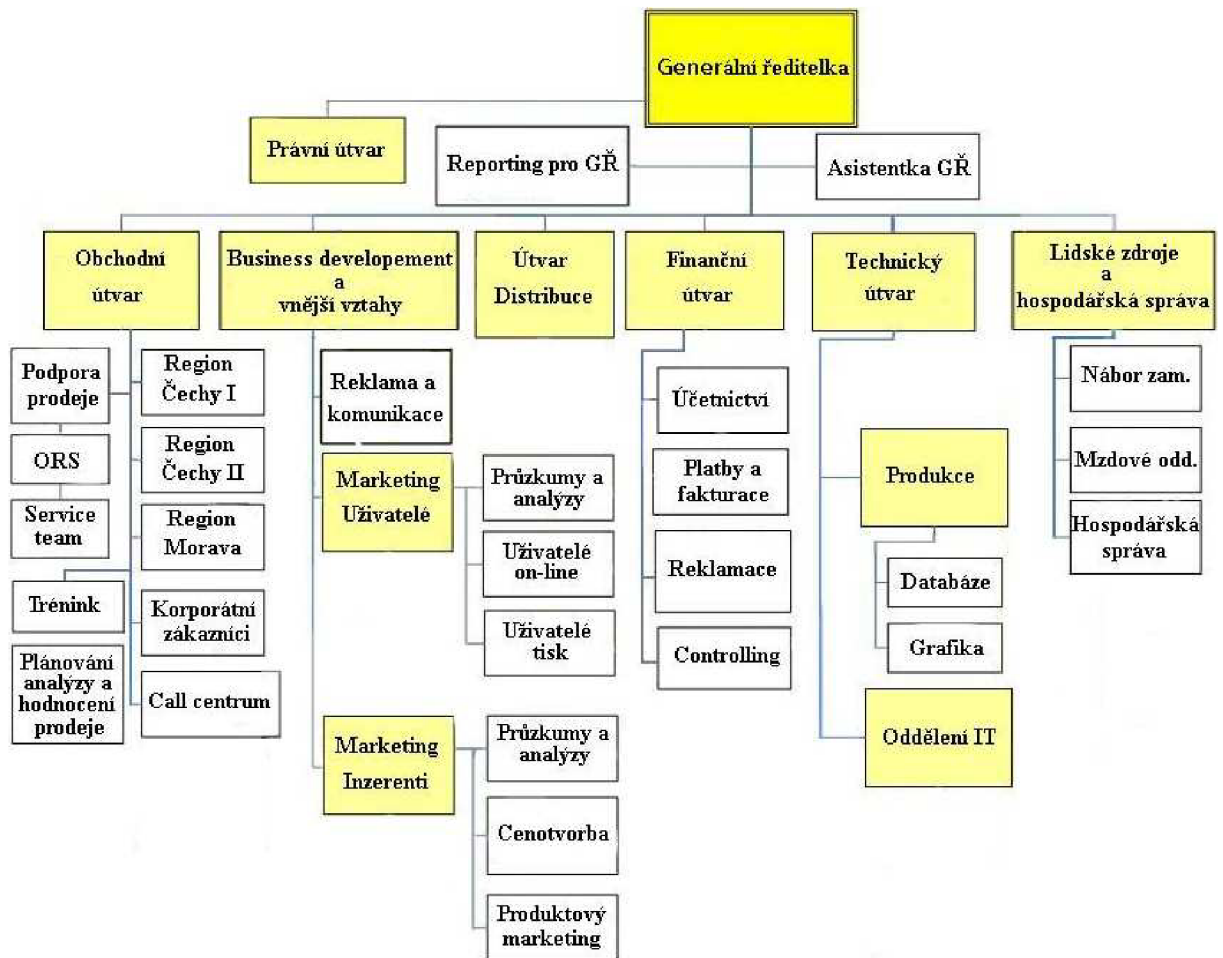 Generální ředitelka
Právní útvar
Reporting pro GŘ
Asistentka GŘ
Obchodní
útvar
Business developement
a
vnější vztahy
Útvar
Distribuce
Finanční
útvar
Technický
útvar
Lidské zdroje
a
hospodářská správa
Podpora
prodeje
ORS
Service
team
Trénink
Plánování
analýzy a
hodnocení
prodeje
Region
Čechy I
Region
Čechy II
Region
Morava
Korporátní
zákazníci
Call centrum
Reklama a
komunikace
Marketing
Uživatelé
Průzkumy a
analýzy
Uživatelé
on-line
Uživatelé
tisk
Marketing
Inzerenti
Průzkumy a
analýzy
Cenotvorba
Produktový
marketing
Účetnictví
Platby a
fakturace
Reklamace
Controlling
Produkce
Databáze
Grafika
Oddělení IT
Nábor zam.
Mzdové odd.
Hospodářská
správa